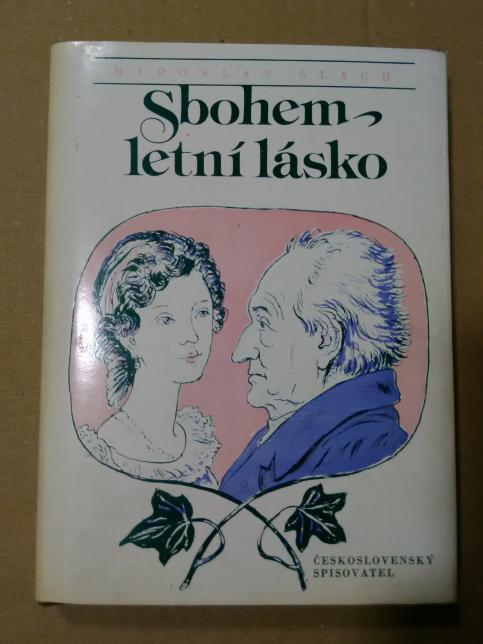 MIROSLAV SLACH
Sbohem,
letní lásko
ČESKOSLOVENSKÝ
SPISOVATEL